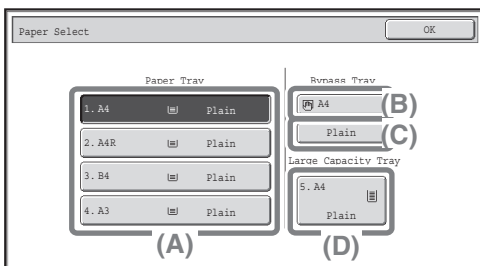 Paper Select
OK
Paper Tray
Bypass Tray
1. A4 Plain
2. A4R Plain
3. B4 Plain
4. A3 Plain
(A)
A4
(B)
Plain
(C)
Large Capacity Tray
5. A4
Plain
(D)